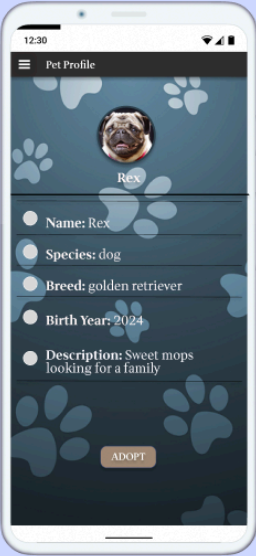 12:30
Pet Profile
Rex
Name: Rex
Species: dog
Breed: golden retriever
Birth Year: 2024
Description: Sweet mops
looking for a family
ADOPT